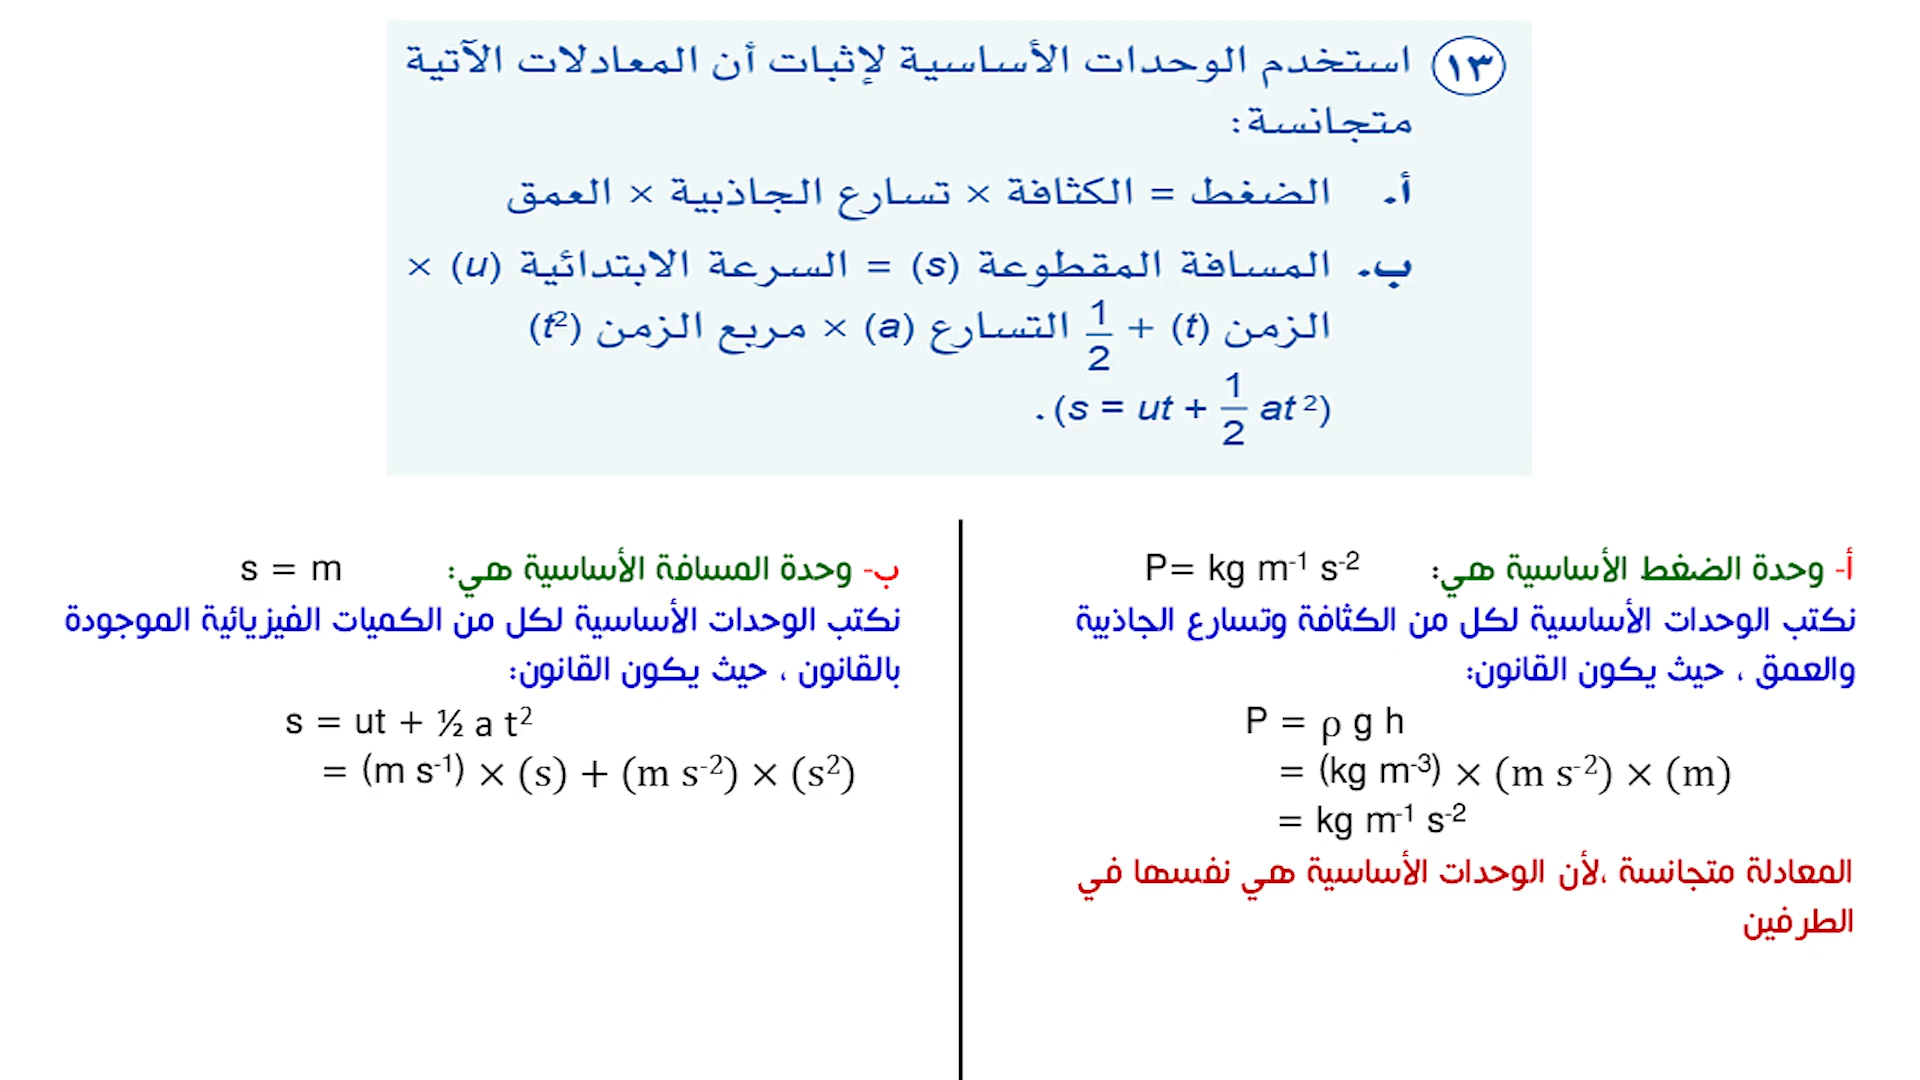 ١٣ استخدم الوحدات الأساسية لإثبات أن المعادلات الآتية
متجانسة:
أ. الضغط = الكثافة × تسارع الجاذبية × العمق
ب. المسافة المقطوعة (s) = السرعة الابتدائية (u) ×
الزمن (t) + 1/2 التسارع (a) × مربع الزمن (t²)
(s = ut + 1/2 at²).
أ- وحدة الضغط الأساسية هي: P= kg m⁻¹ s⁻²
نكتب الوحدات الأساسية لكل من الكثافة وتسارع الجاذبية
والعمق ، حيث يكون القانون:
P = ρ g h
= (kg m⁻³) × (m s⁻²) × (m)
= kg m⁻¹ s⁻²
المعادلة متجانسة ،لأن الوحدات الأساسية هي نفسها في
الطرفين
ب- وحدة المسافة الأساسية هي: s = m
نكتب الوحدات الأساسية لكل من الكميات الفيزيائية الموجودة
بالقانون ، حيث يكون القانون:
s = ut + ½ a t²
= (m s⁻¹) × (s) + (m s⁻²) × (s²)